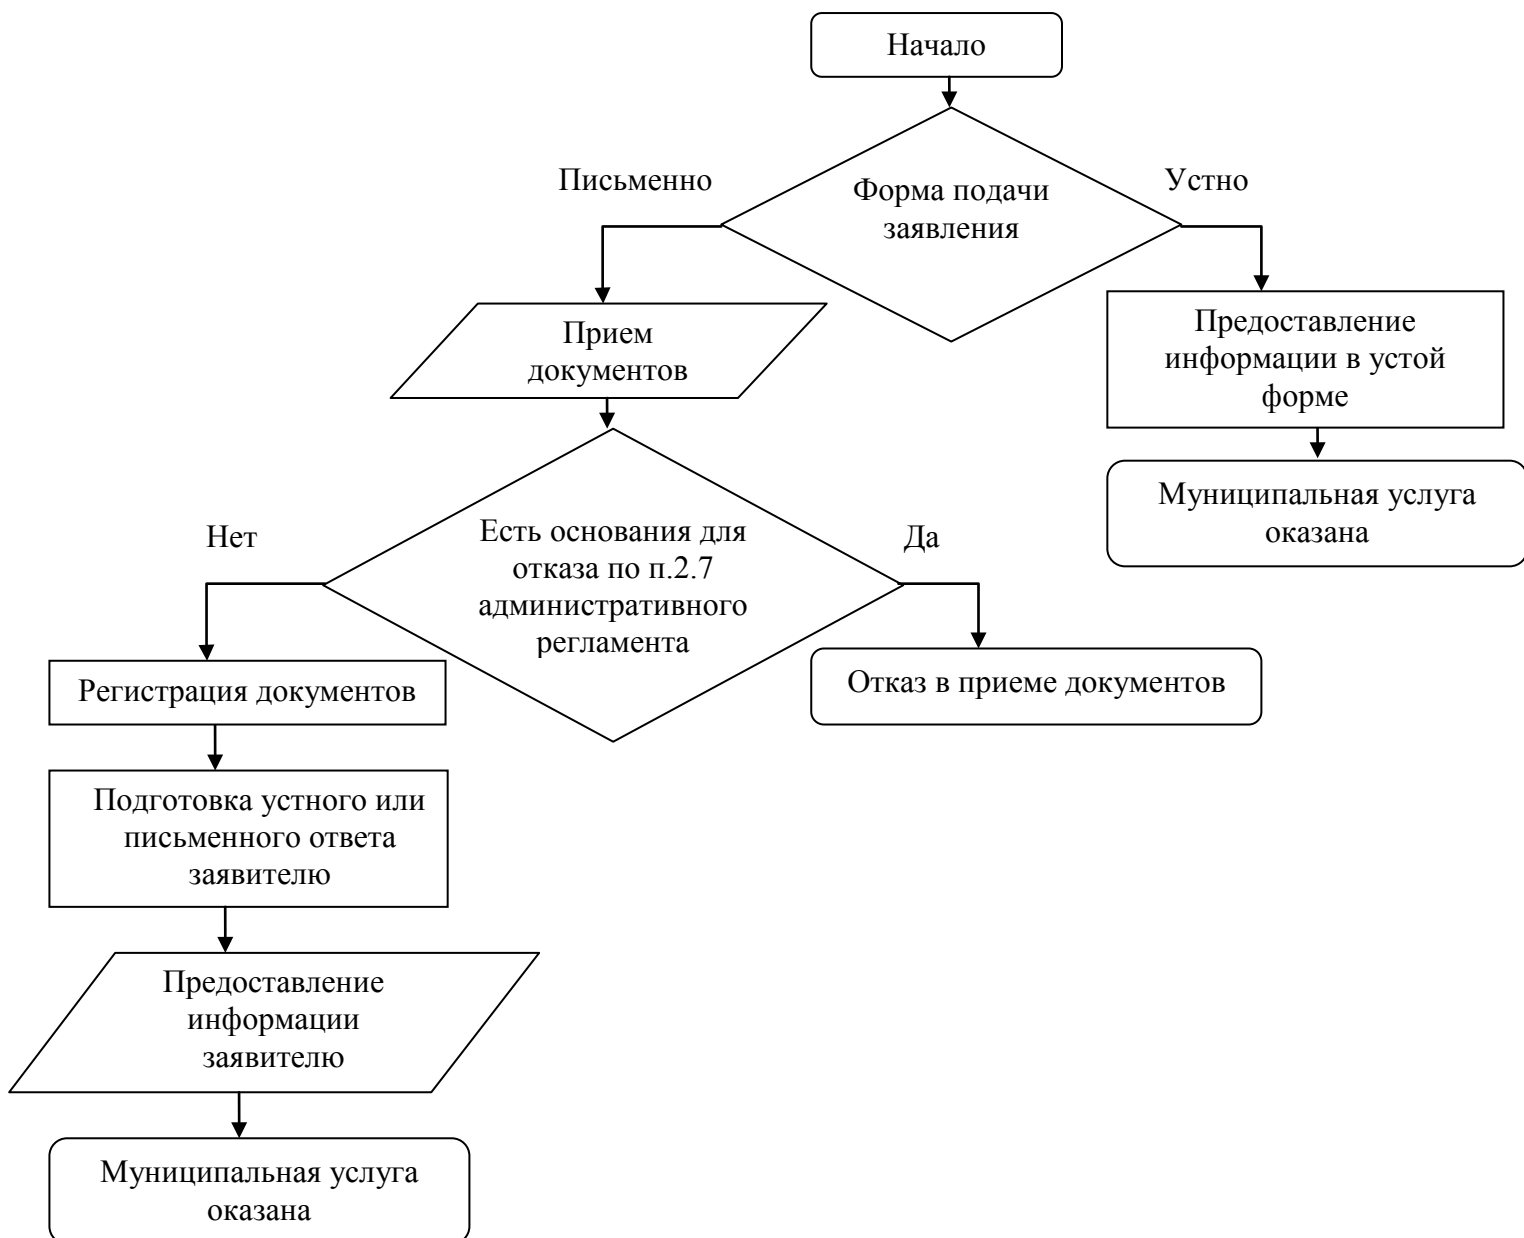 Начало
Письменно
Форма подачи
заявления
Устно
Прием
документов
Предоставление
информации в устой
форме
Муниципальная услуга
оказана
Нет
Есть основания для
отказа по п.2.7
административного
регламента
Да
Регистрация документов
Отказ в приеме документов
Подготовка устного или
письменного ответа
заявителю
Предоставление
информации
заявителю
Муниципальная услуга
оказана